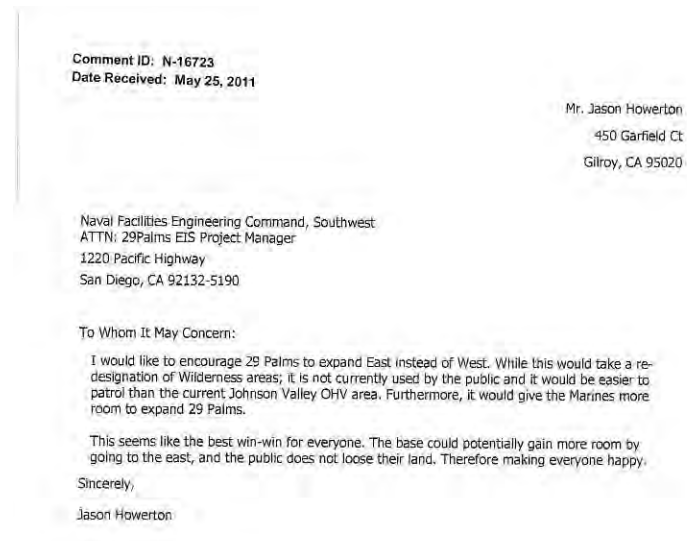 Comment ID: N-16723
Date Received: May 25, 2011
Mr. Jason Howerton
450 Garfield Ct
Gilroy, CA 95020
Naval Facilities Engineering Command, Southwest
ATTN: 29Palms EIS Project Manager
1220 Pacific Highway
San Diego, CA 92132-5190
To Whom It May Concern:
I would like to encourage 29 Palms to expand East instead of West. While this would take a re-
designation of Wilderness areas; it is not currently used by the public and it would be easier to
patrol than the current Johnson Valley OHV area. Furthermore, it would give the Marines more
room to expand 29 Palms.
This seems like the best win-win for everyone. The base could potentially gain more room by
going to the east, and the public does not loose their land. Therefore making everyone happy.
Sincerely,
Jason Howerton